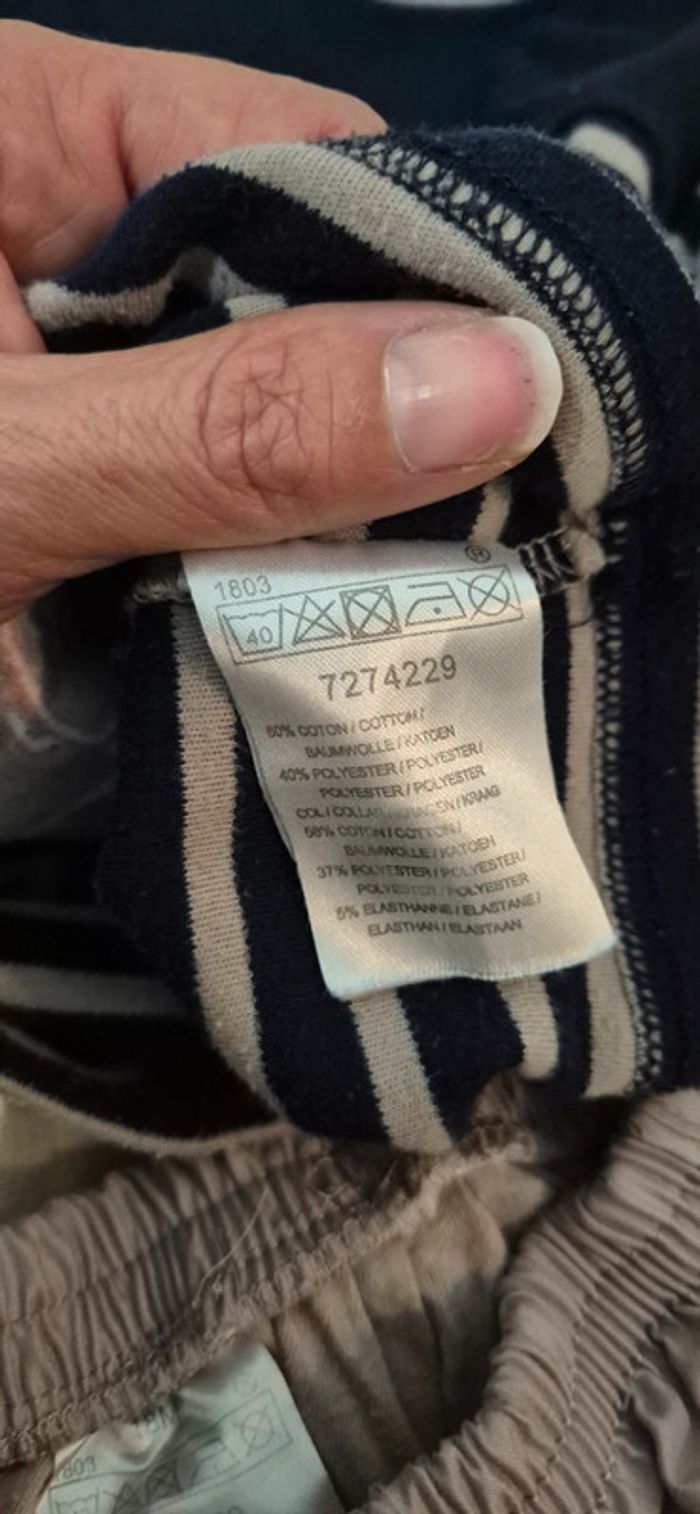 ®
1803
40
7274229
60% COTON / COTTON /
BAUMWOLLE / KATOEN
40% POLYESTER / POLYESTER/
POLYESTER / POLYESTER
COL / COLLAR / KRAGEN / KRAAG
58% COTON / COTTON /
BAUMWOLLE / KATOEN
37% POLYESTER / POLYESTER/
POLYESTER / POLYESTER
5% ELASTHANNE / ELASTANE /
ELASTHAN / ELASTAAN
1803